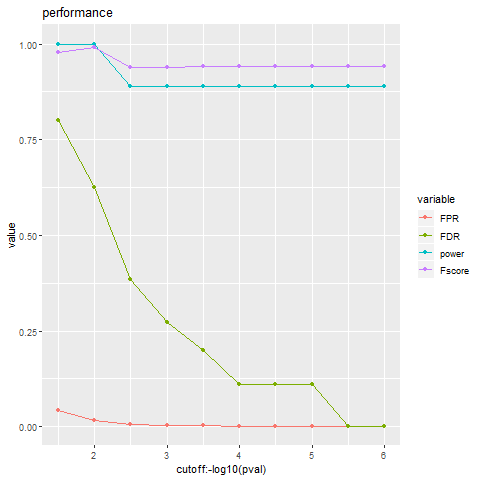 performance
1.00
0.75
0.50
0.25
0.00
value
2
3
4
5
6
cutoff:-log10(pval)
variable
FPR
FDR
power
Fscore